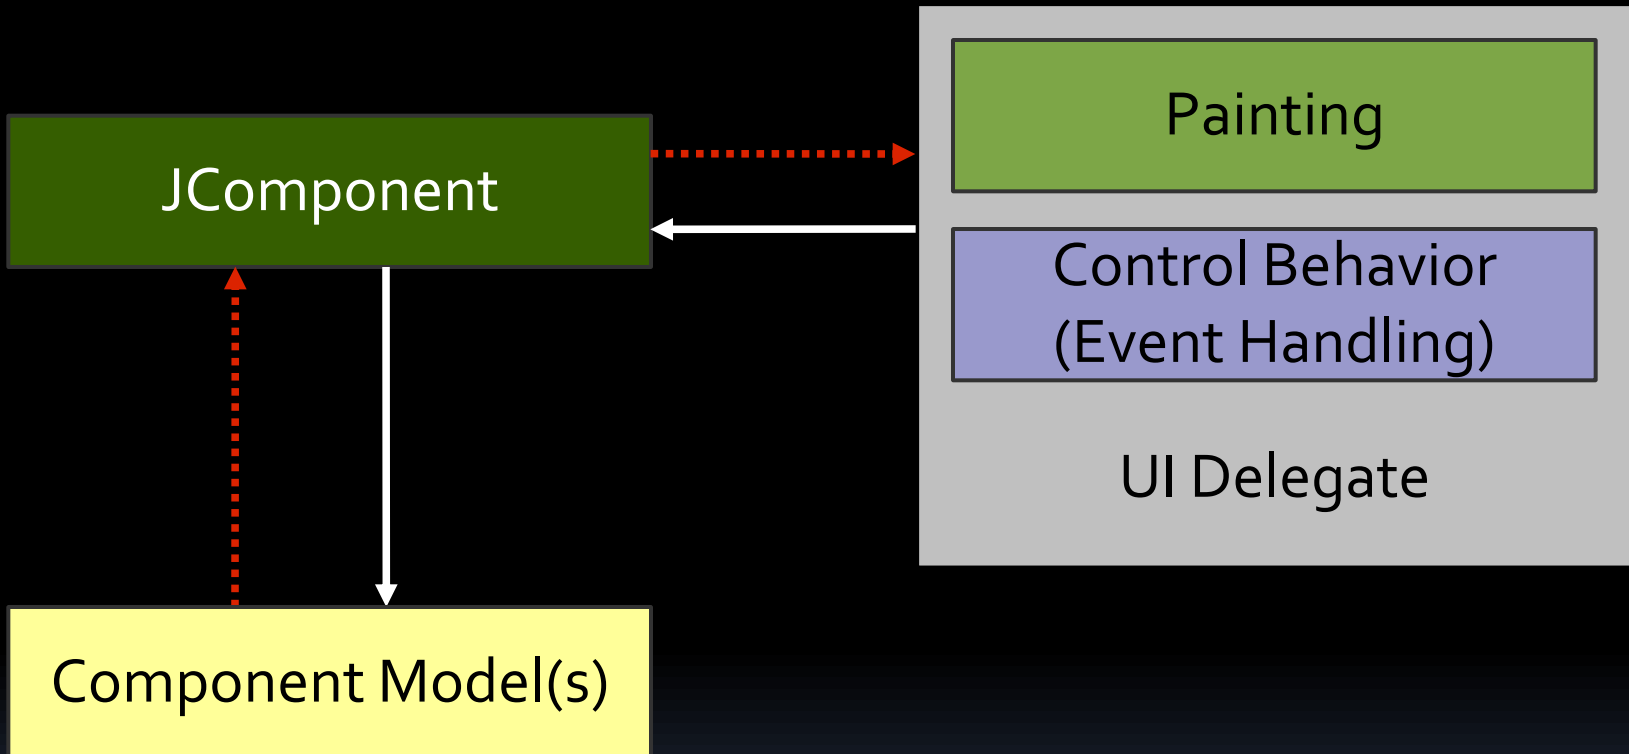 Painting
JComponent
Control Behavior
(Event Handling)
UI Delegate
Component Model(s)